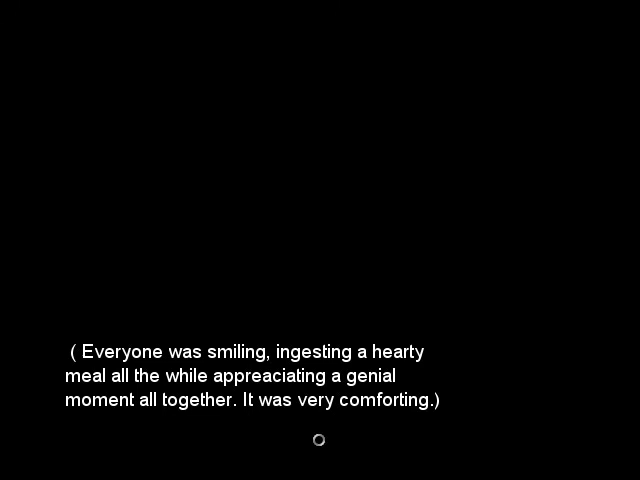 ( Everyone was smiling, ingesting a hearty
meal all the while appreaciating a genial
moment all together. It was very comforting.)